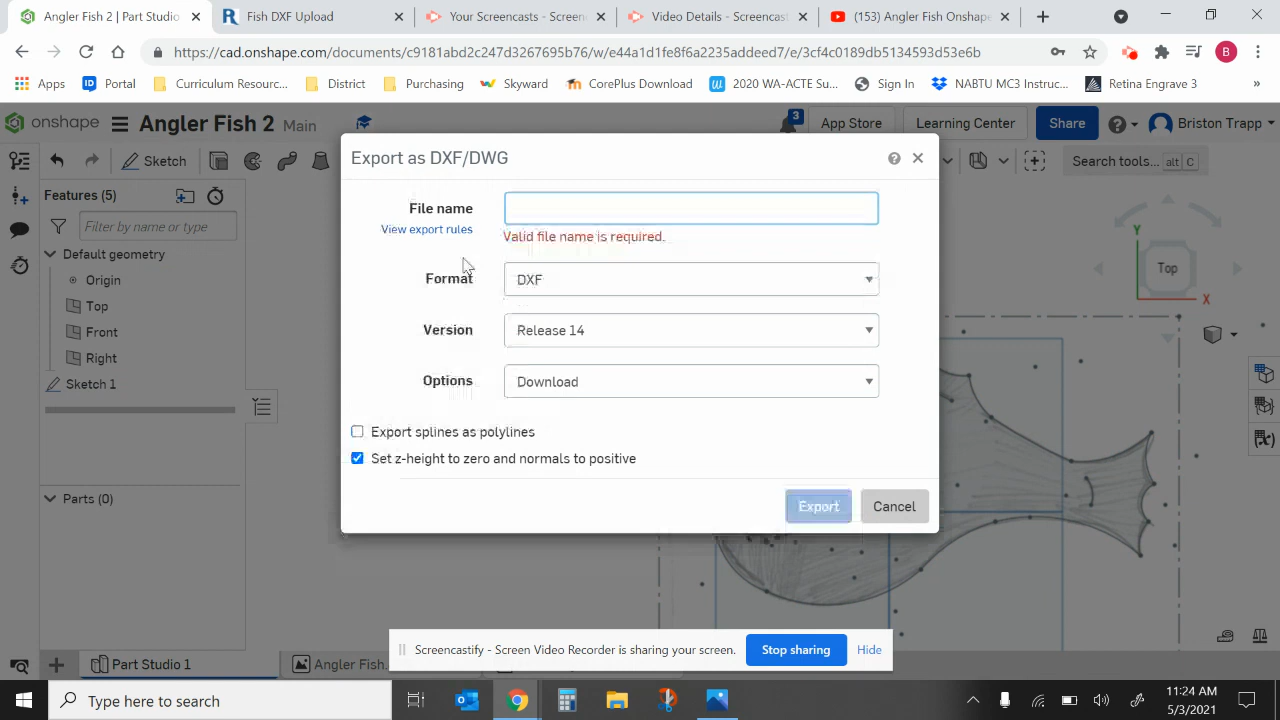 Angler Fish 2 | Part Studio
Fish DXF Upload
Your Screencasts - Screen
Video Details - Screencast
(153) Angler Fish Onshape
https://cad.onshape.com/documents/c9181abd2c247d3267695b76/w/e44a1d1fe8f6a2235addeed7/e/3cf4c0189db5134593d53e6b
B
Apps
Portal
Curriculum Resourc...
District
Purchasing
Skyward
CorePlus Download
2020 WA-ACTE Su...
Sign In
NABTU MC3 Instruc...
Retina Engrave 3
»
onshape
Angler Fish 2
Main
3
App Store
Learning Center
Share
Briston Trapp
Sketch
Search tools...
alt
C
Features (5)
Filter by name or type
Default geometry
Origin
Top
Front
Right
Sketch 1
Parts (0)
Export as DXF/DWG
File name
View export rules
Valid file name is required.
Format
DXF
Version
Release 14
Options
Download
Export splines as polylines
Set z-height to zero and normals to positive
Export
Cancel
Y
Top
X
Screencastify - Screen Video Recorder is sharing your screen.
Stop sharing
Hide
Part Studio 1
Angler Fish.
Type here to search
11:24 AM
5/3/2021